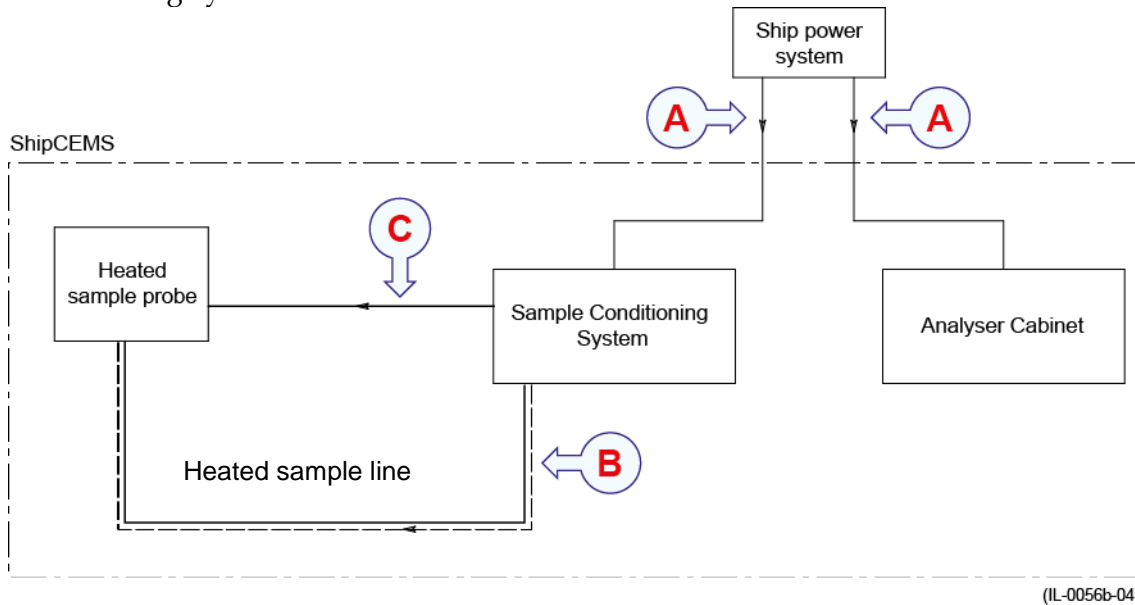 Ship power
system
A
A
ShipCEMS
C
Heated
sample probe
Sample Conditioning
System
Analyser Cabinet
Heated sample line
B
(IL-0056b-04